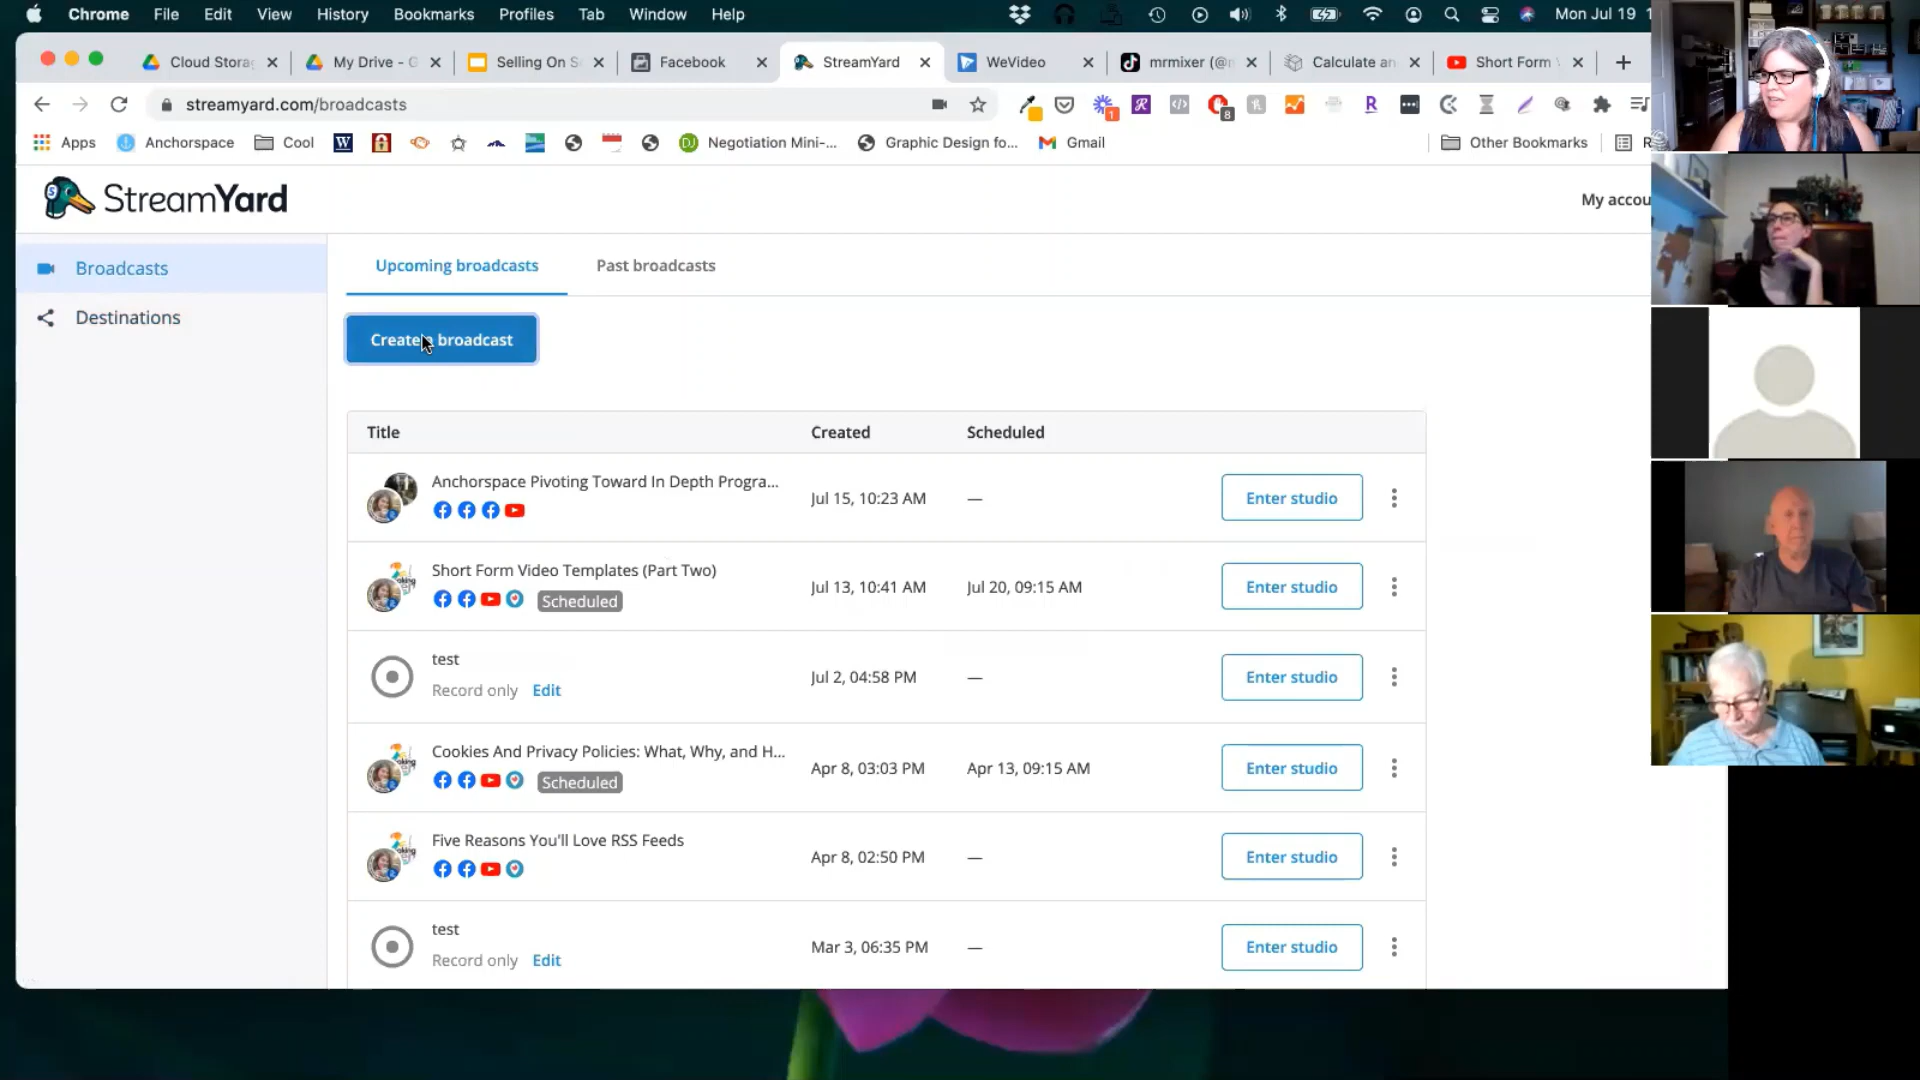 Chrome File Edit View History Bookmarks Profiles Tab Window Help Mon Jul 19
Cloud Stora My Drive - G Selling On S Facebook StreamYard WeVideo mrmixer (@ Calculate an Short Form
streamyard.com/broadcasts
1 8
Apps Anchorspace Cool W DJ Negotiation Mini-... Graphic Design fo... Gmail Other Bookmarks R
StreamYard My accou
Broadcasts
Destinations
Upcoming broadcasts Past broadcasts
Create broadcast
Title Created Scheduled
Anchorspace Pivoting Toward In Depth Progra... Jul 15, 10:23 AM — Enter studio
Short Form Video Templates (Part Two)
Scheduled Jul 13, 10:41 AM Jul 20, 09:15 AM Enter studio
test
Record only Edit Jul 2, 04:58 PM — Enter studio
Cookies And Privacy Policies: What, Why, and H...
Scheduled Apr 8, 03:03 PM Apr 13, 09:15 AM Enter studio
Five Reasons You'll Love RSS Feeds Apr 8, 02:50 PM — Enter studio
test
Record only Edit Mar 3, 06:35 PM — Enter studio